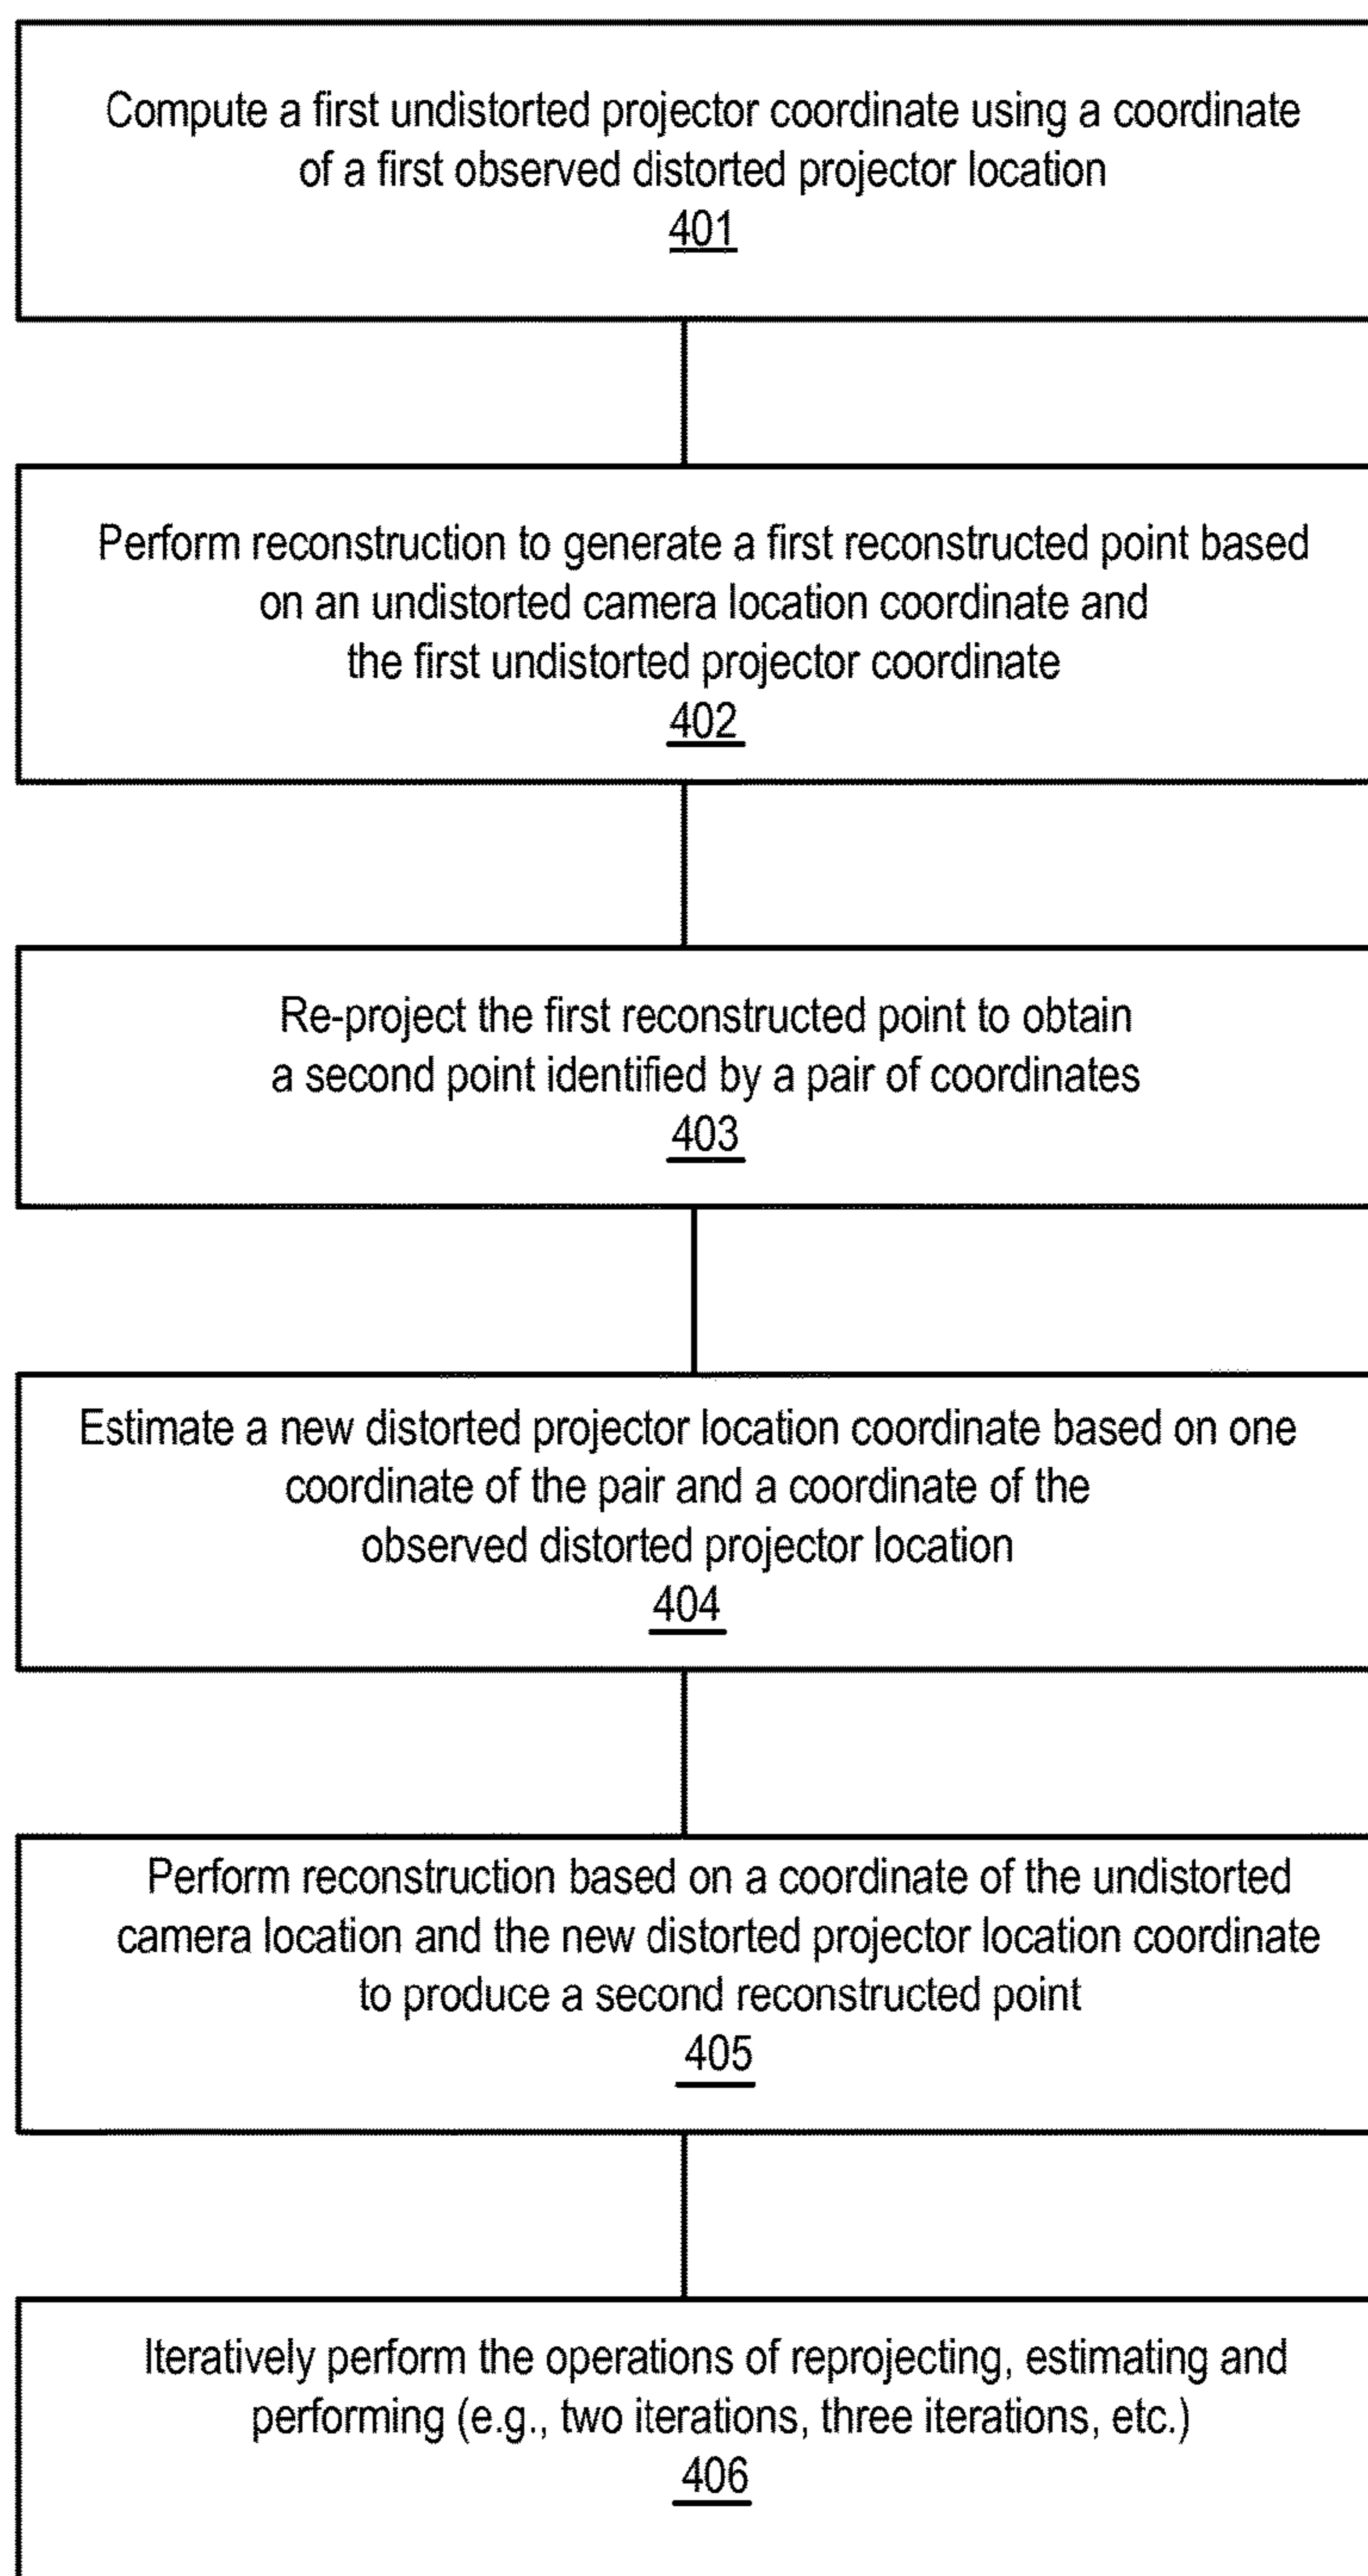 Compute a first undistorted projector coordinate using a coordinate
of a first observed distorted projector location
401
Perform reconstruction to generate a first reconstructed point based
on an undistorted camera location coordinate and
the first undistorted projector coordinate
402
Re-project the first reconstructed point to obtain
a second point identified by a pair of coordinates
403
Estimate a new distorted projector location coordinate based on one
coordinate of the pair and a coordinate of the
observed distorted projector location
404
Perform reconstruction based on a coordinate of the undistorted
camera location and the new distorted projector location coordinate
to produce a second reconstructed point
405
Iteratively perform the operations of reprojecting, estimating and
performing (e.g., two iterations, three iterations, etc.)
406